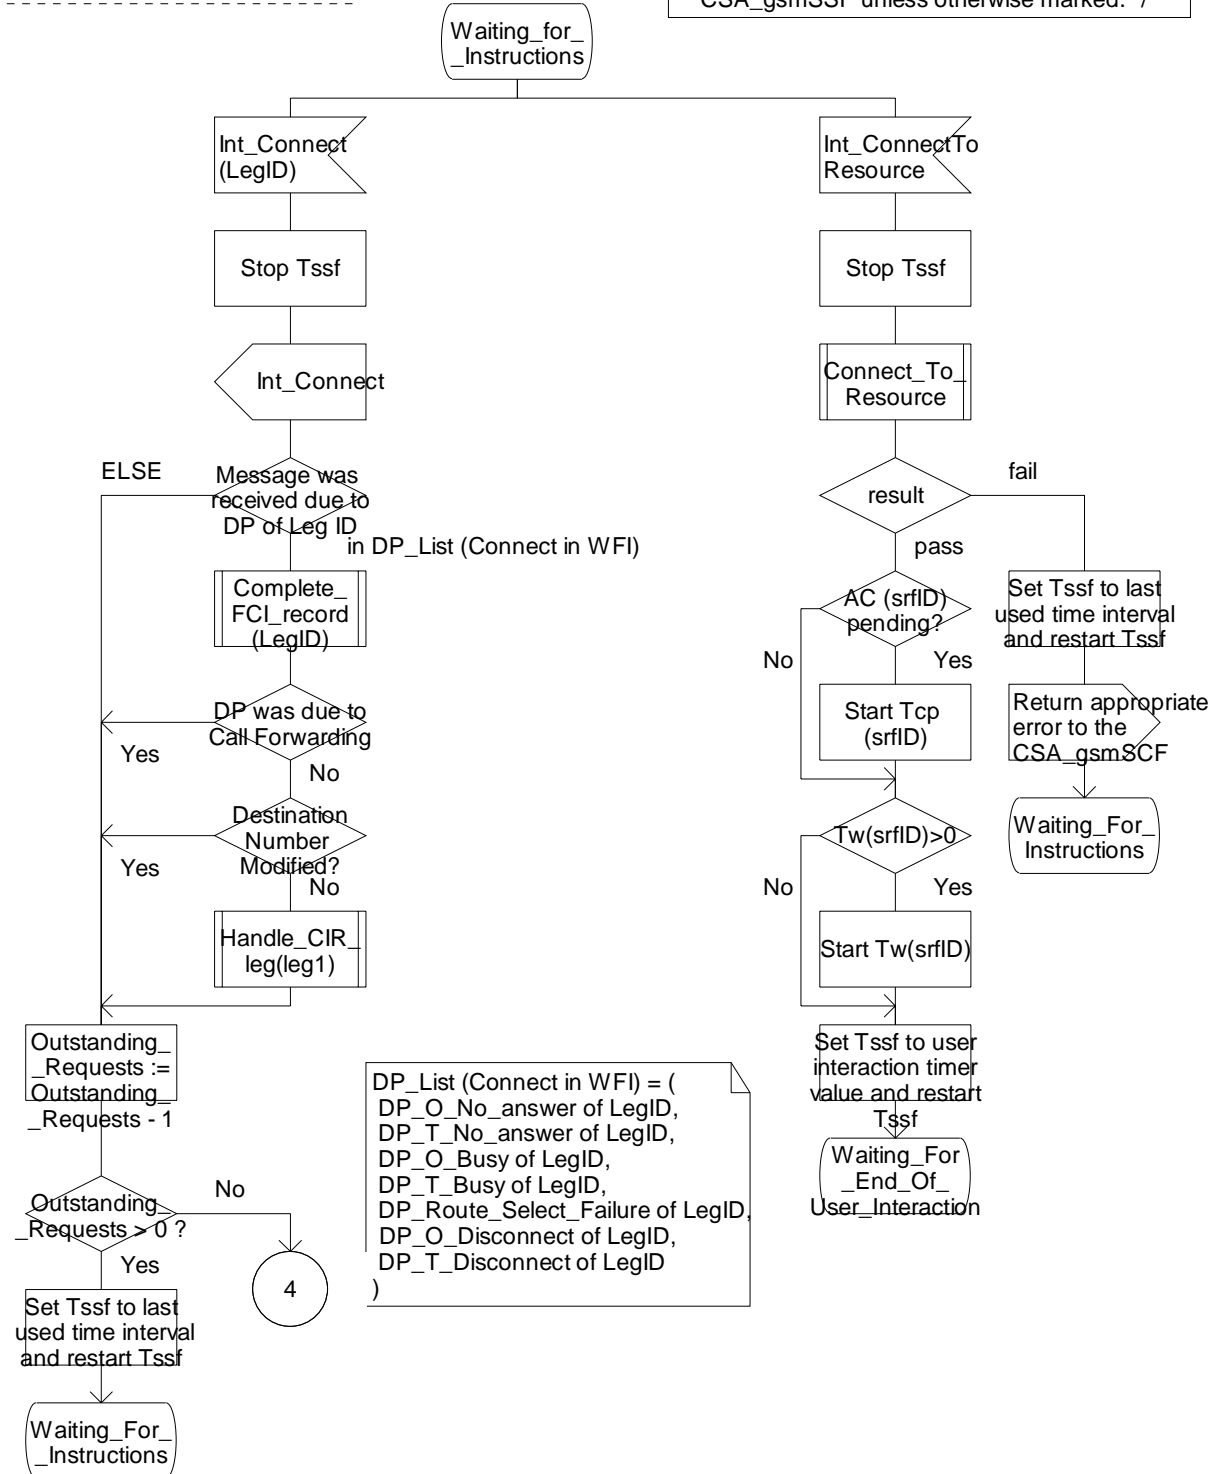 CSA_gsmSSF unless otherwise marked. */
Waiting_for_
_Instructions
Int_Connect
(LegID)
Int_ConnectTo
Resource
Stop Tssf
Stop Tssf
Int_Connect
Connect_To_
Resource
ELSE
Message was
received due to
DP of Leg ID
in DP_List (Connect in WFI)
result
fail
pass
Complete_
FCI_record
(LegID)
AC (srfID)
pending?
Set Tssf to last
used time interval
and restart Tssf
No
Yes
DP was due to
Call Forwarding
Yes
No
Start Tcp
(srfID)
Return appropriate
error to the
CSA_gsmSCF
Destination
Number
Modified?
Yes
No
Tw(srfID)>0
No
Yes
Waiting_For_
Instructions
Handle_CIR_
leg(leg1)
Start Tw(srfID)
Outstanding_
_Requests :=
Outstanding_
_Requests - 1
Set Tssf to user
interaction timer
value and restart
Tssf
DP_List (Connect in WFI) = (
DP_O_No_answer of LegID,
DP_T_No_answer of LegID,
DP_O_Busy of LegID,
DP_T_Busy of LegID,
DP_Route_Select_Failure of LegID,
DP_O_Disconnect of LegID,
DP_T_Disconnect of LegID
)
Waiting_For
_End_Of_
User_Interaction
Outstanding_
_Requests > 0 ?
No
Yes
4
Set Tssf to last
used time interval
and restart Tssf
Waiting_For_
_Instructions